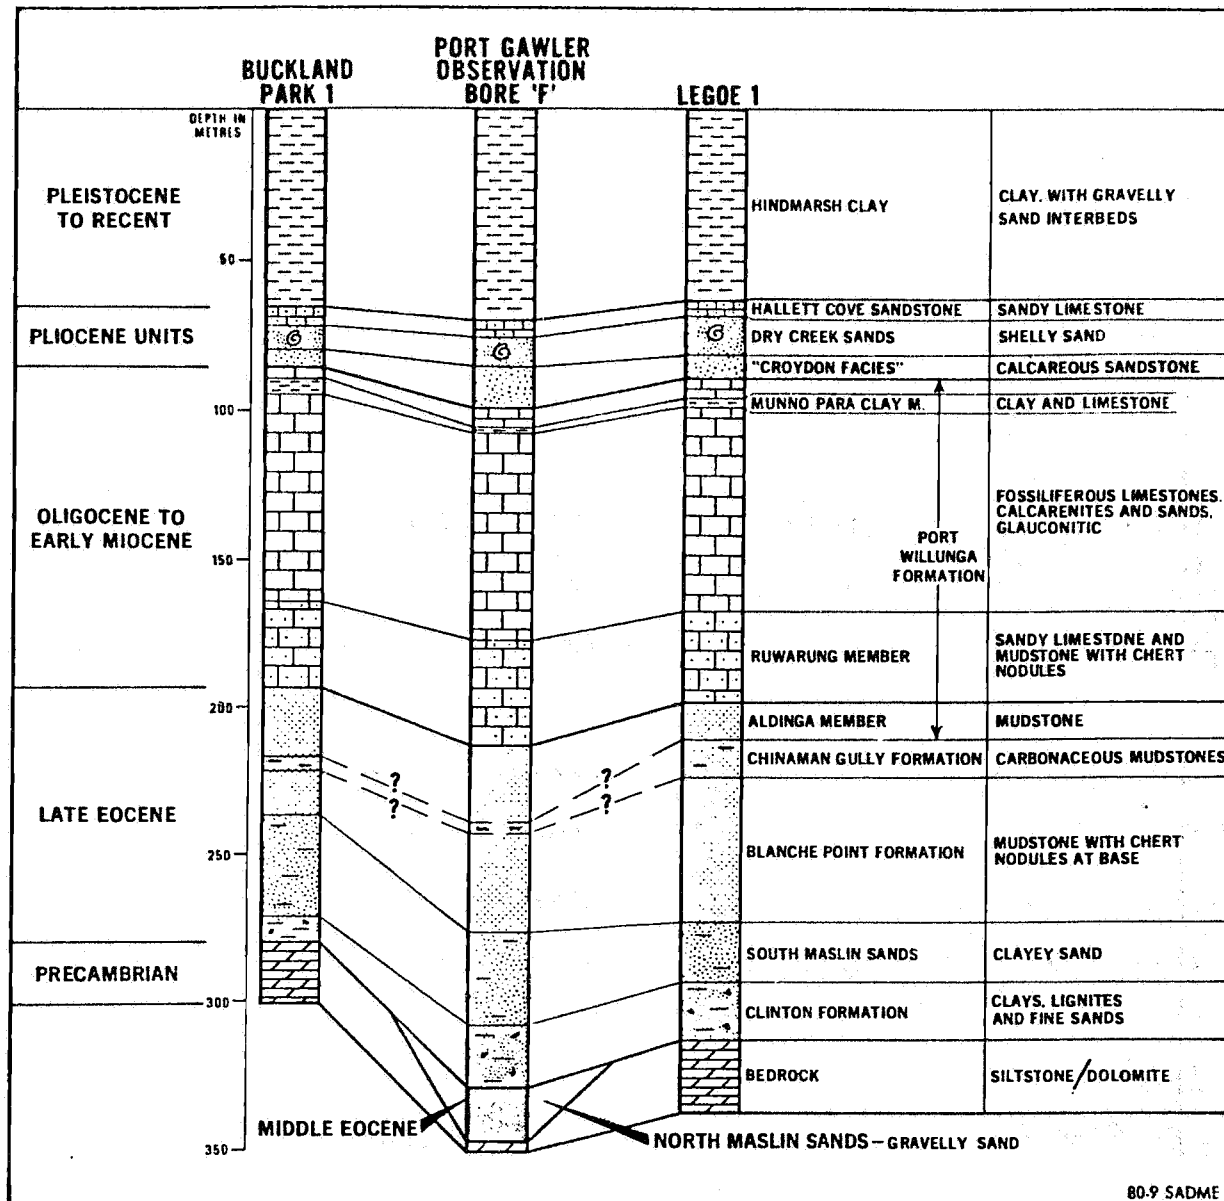 BUCKLAND
PARK 1
PORT GAWLER
OBSERVATION
BORE 'F'
LEGOE 1
DEPTH IN
METRES
50
100
150
200
250
300
350
PLEISTOCENE
TO RECENT
PLIOCENE UNITS
OLIGOCENE TO
EARLY MIOCENE
LATE EOCENE
PRECAMBRIAN
HINDMARSH CLAY
CLAY, WITH GRAVELLY
SAND INTERBEDS
HALLETT COVE SANDSTONE
SANDY LIMESTONE
DRY CREEK SANDS
SHELLY SAND
"CROYDON FACIES"
CALCAREOUS SANDSTONE
MUNNO PARA CLAY M.
CLAY AND LIMESTONE
FOSSILIFEROUS LIMESTONES.
CALCARENITES AND SANDS,
GLAUCONITIC
PORT
WILLUNGA
FORMATION
RUWARUNG MEMBER
SANDY LIMESTONE AND
MUDSTONE WITH CHERT
NODULES
ALDINGA MEMBER
MUDSTONE
CHINAMAN GULLY FORMATION
CARBONACEOUS MUDSTONES
?
?
?
?
BLANCHE POINT FORMATION
MUDSTONE WITH CHERT
NODULES AT BASE
SOUTH MASLIN SANDS
CLAYEY SAND
CLINTON FORMATION
CLAYS, LIGNITES
AND FINE SANDS
BEDROCK
SILTSTONE/DOLOMITE
MIDDLE EOCENE
NORTH MASLIN SANDS – GRAVELLY SAND
80-9 SADME